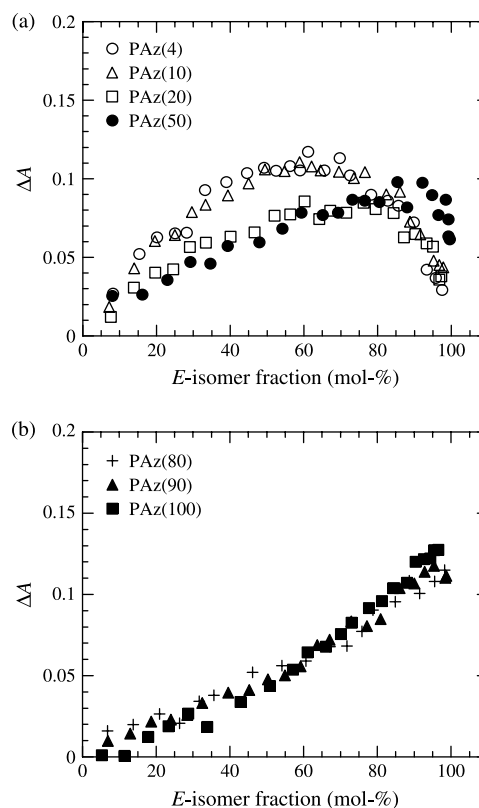 (a)
0.2
0.15
0.1
0.05
0
ΔA
PAz(4)
PAz(10)
PAz(20)
PAz(50)
0 20 40 60 80 100
E-isomer fraction (mol-%)
(b)
0.2
0.15
0.1
0.05
0
ΔA
PAz(80)
PAz(90)
PAz(100)
0 20 40 60 80 100
E-isomer fraction (mol-%)